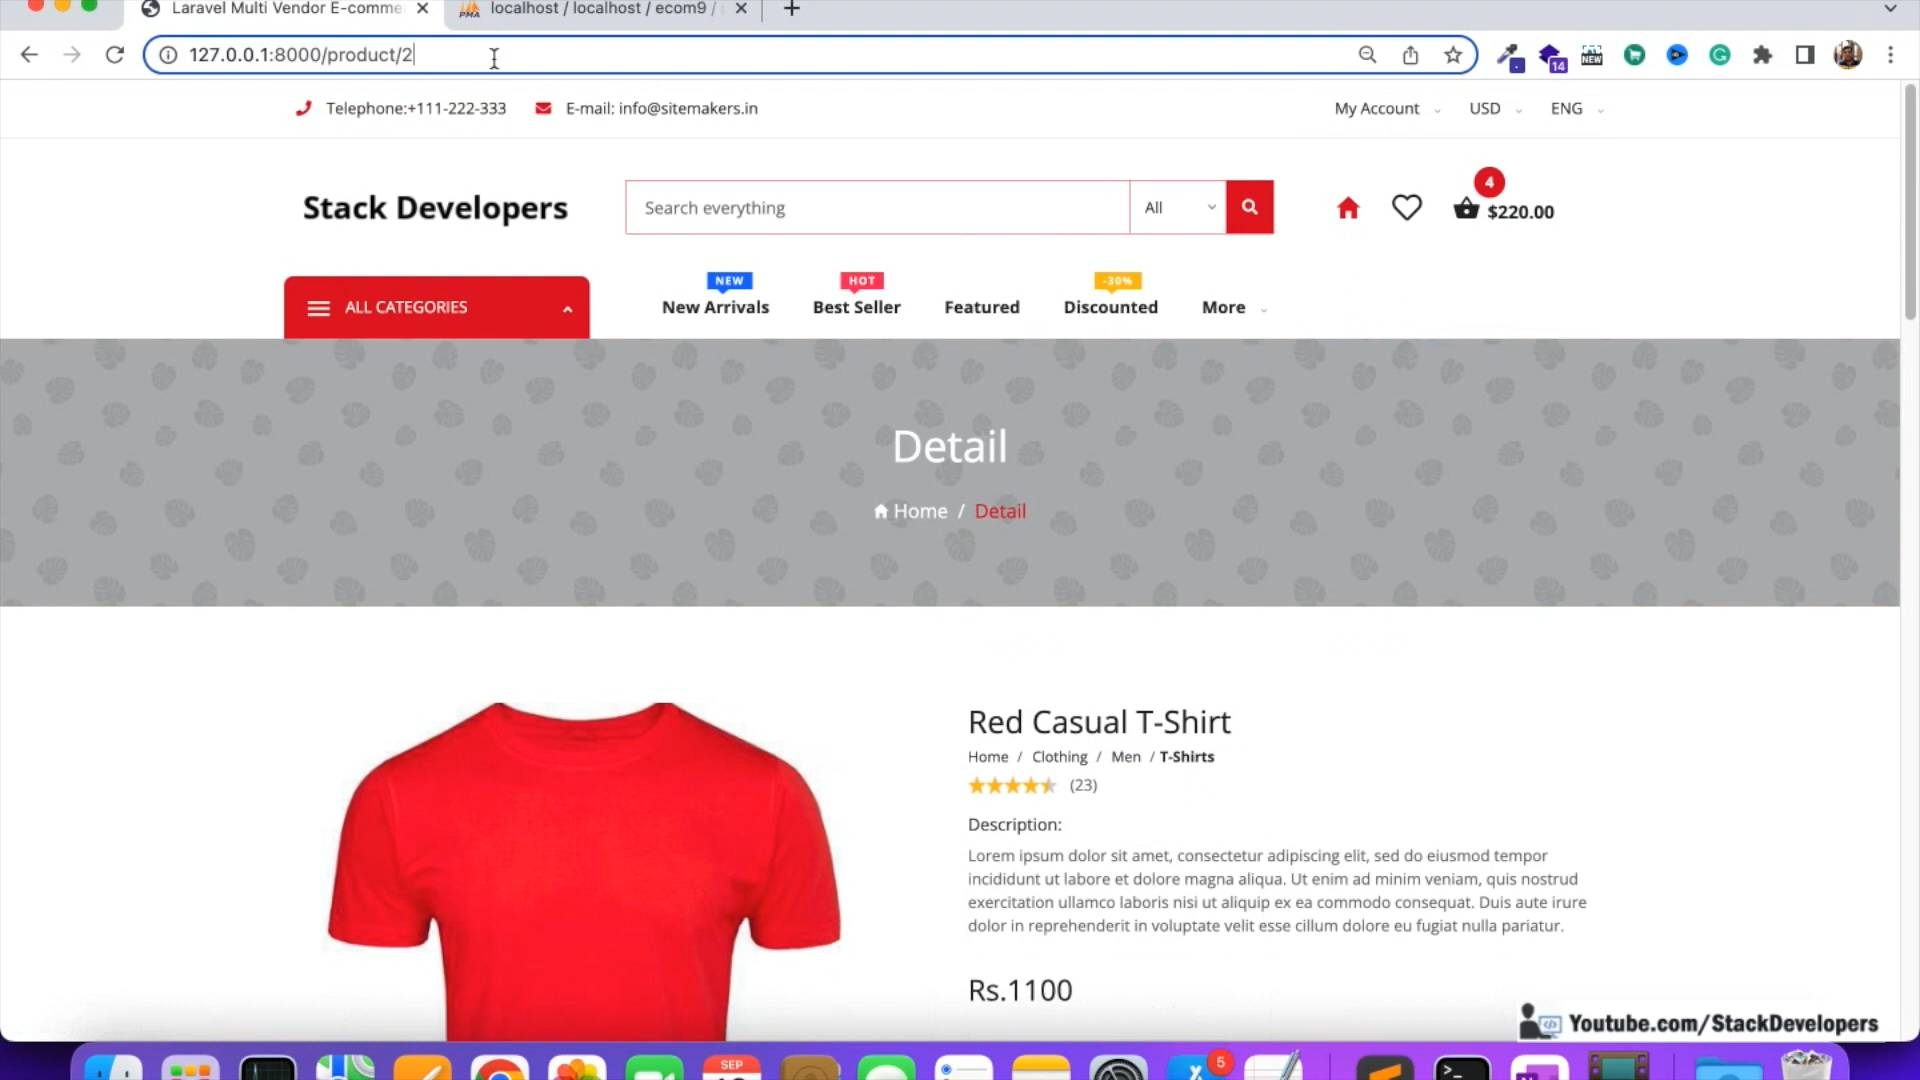 Laravel Multi Vendor E-comme
localhost / localhost / ecom9 /
127.0.0.1:8000/product/2
NEW
14
Telephone:+111-222-333
E-mail: info@sitemakers.in
My Account
USD
ENG
Stack Developers
Search everything
All
4
$220.00
ALL CATEGORIES
NEW
New Arrivals
HOT
Best Seller
Featured
-30%
Discounted
More
Detail
Home / Detail
Red Casual T-Shirt
Home / Clothing / Men / T-Shirts
(23)
Description:
Lorem ipsum dolor sit amet, consectetur adipiscing elit, sed do eiusmod tempor
incididunt ut labore et dolore magna aliqua. Ut enim ad minim veniam, quis nostrud
exercitation ullamco laboris nisi ut aliquip ex ea commodo consequat. Duis aute irure
dolor in reprehenderit in voluptate velit esse cillum dolore eu fugiat nulla pariatur.
Rs.1100
Youtube.com/StackDevelopers
SEP
5